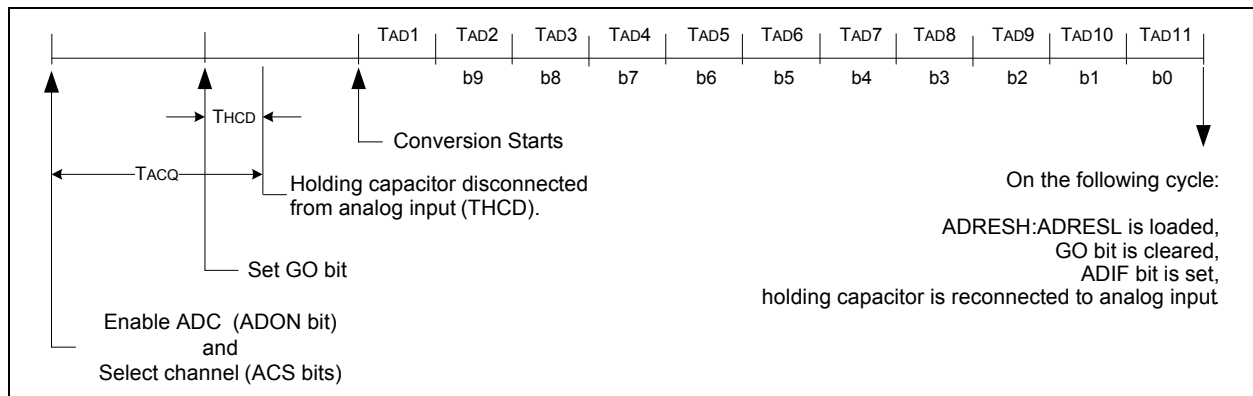 TAD1 TAD2 TAD3 TAD4 TAD5 TAD6 TAD7 TAD8 TAD9 TAD10 TAD11
b9 b8 b7 b6 b5 b4 b3 b2 b1 b0
THCD
Conversion Starts
TACQ
Holding capacitor disconnected
from analog input (THCD).
Set GO bit
Enable ADC (ADON bit)
and
Select channel (ACS bits)
On the following cycle:
ADRESH:ADRESL is loaded,
GO bit is cleared,
ADIF bit is set,
holding capacitor is reconnected to analog input.